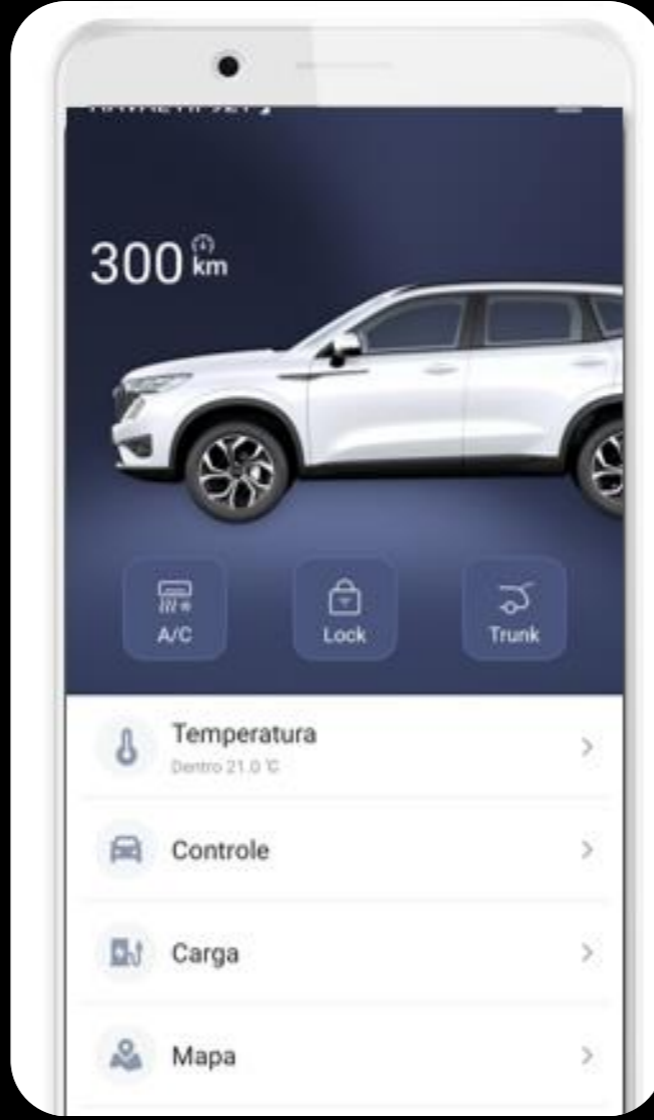 300 km
A/C
Lock
Trunk
Temperatura
Dentro 21.0 ℃
Controle
Carga
Mapa